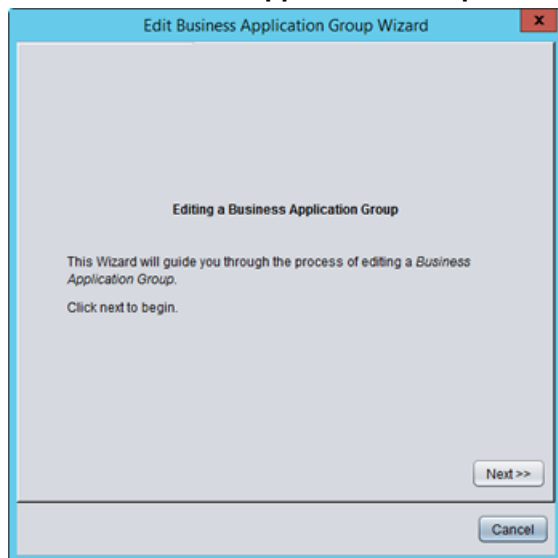 Edit Business Application Group Wizard
x
Editing a Business Application Group
This Wizard will guide you through the process of editing a Business
Application Group.
Click next to begin.
Next >>
Cancel